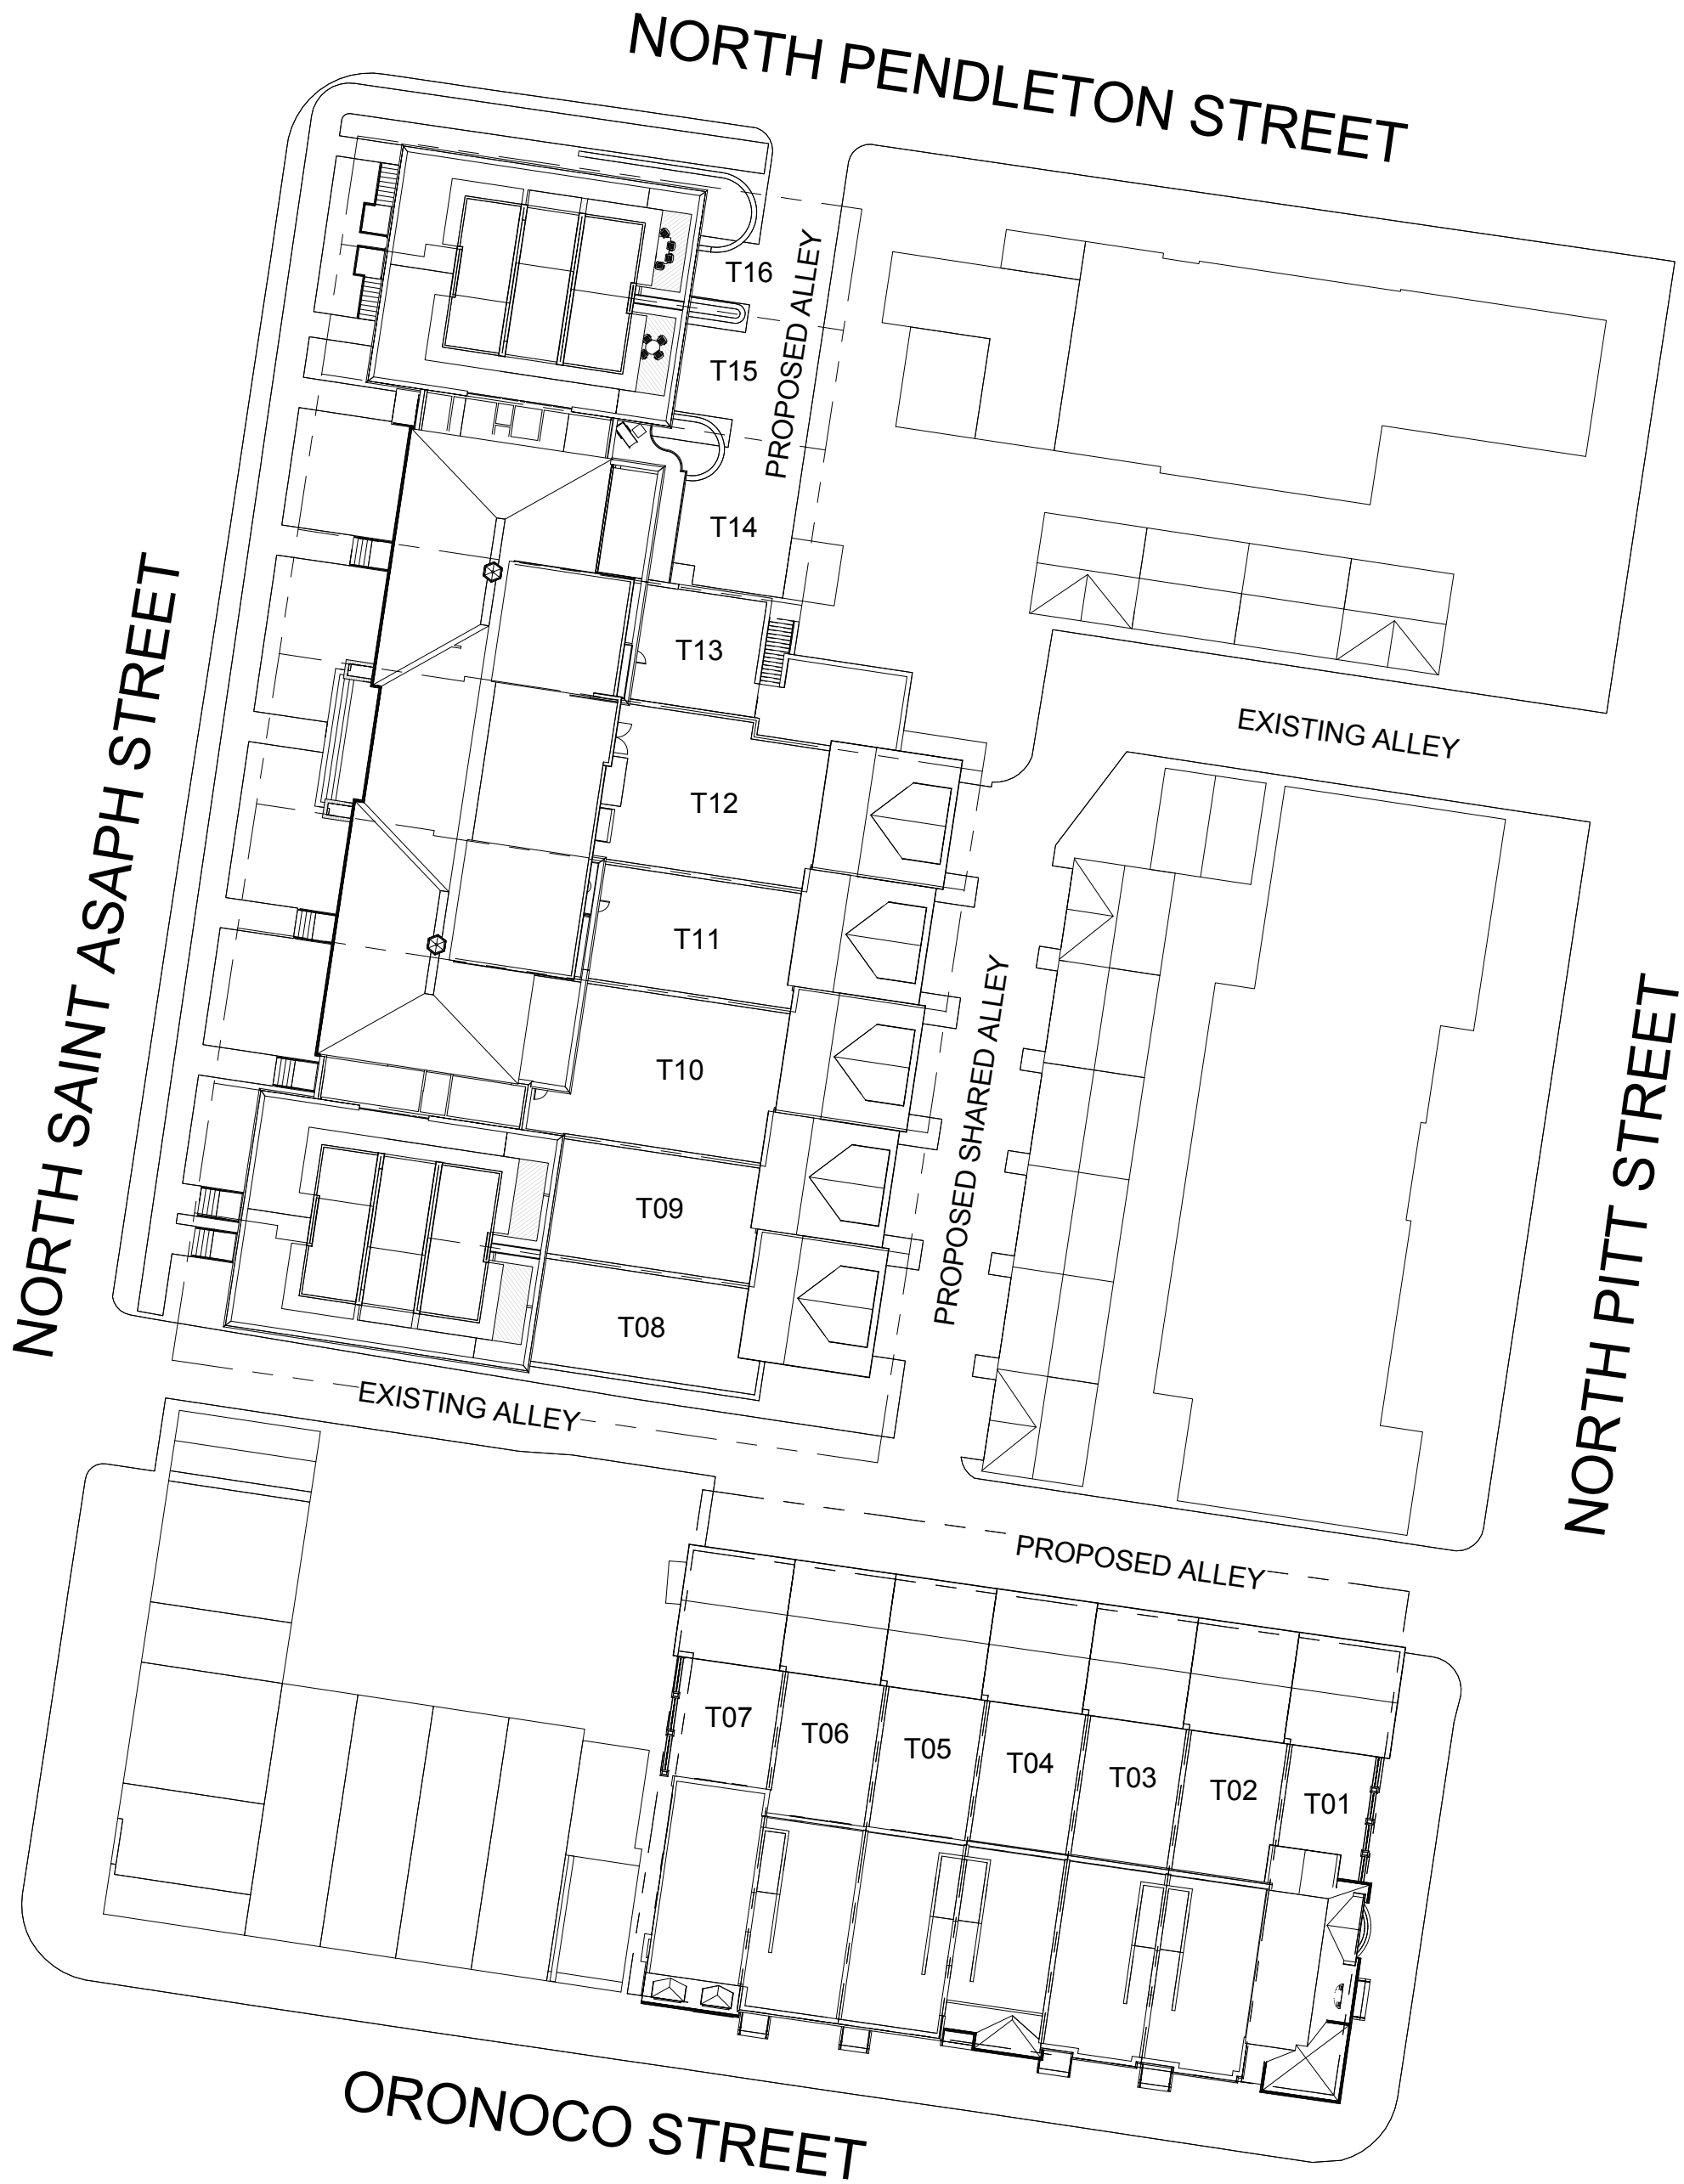 NORTH PENDLETON STREET
T16
PROPOSED ALLEY
T15
T14
T13
EXISTING ALLEY
T12
T11
NORTH SAINT ASAPH STREET
T10
PROPOSED SHARED ALLEY
NORTH PITT STREET
T09
T08
EXISTING ALLEY
PROPOSED ALLEY
T07
T06
T05
T04
T03
T02
T01
ORONOCO STREET